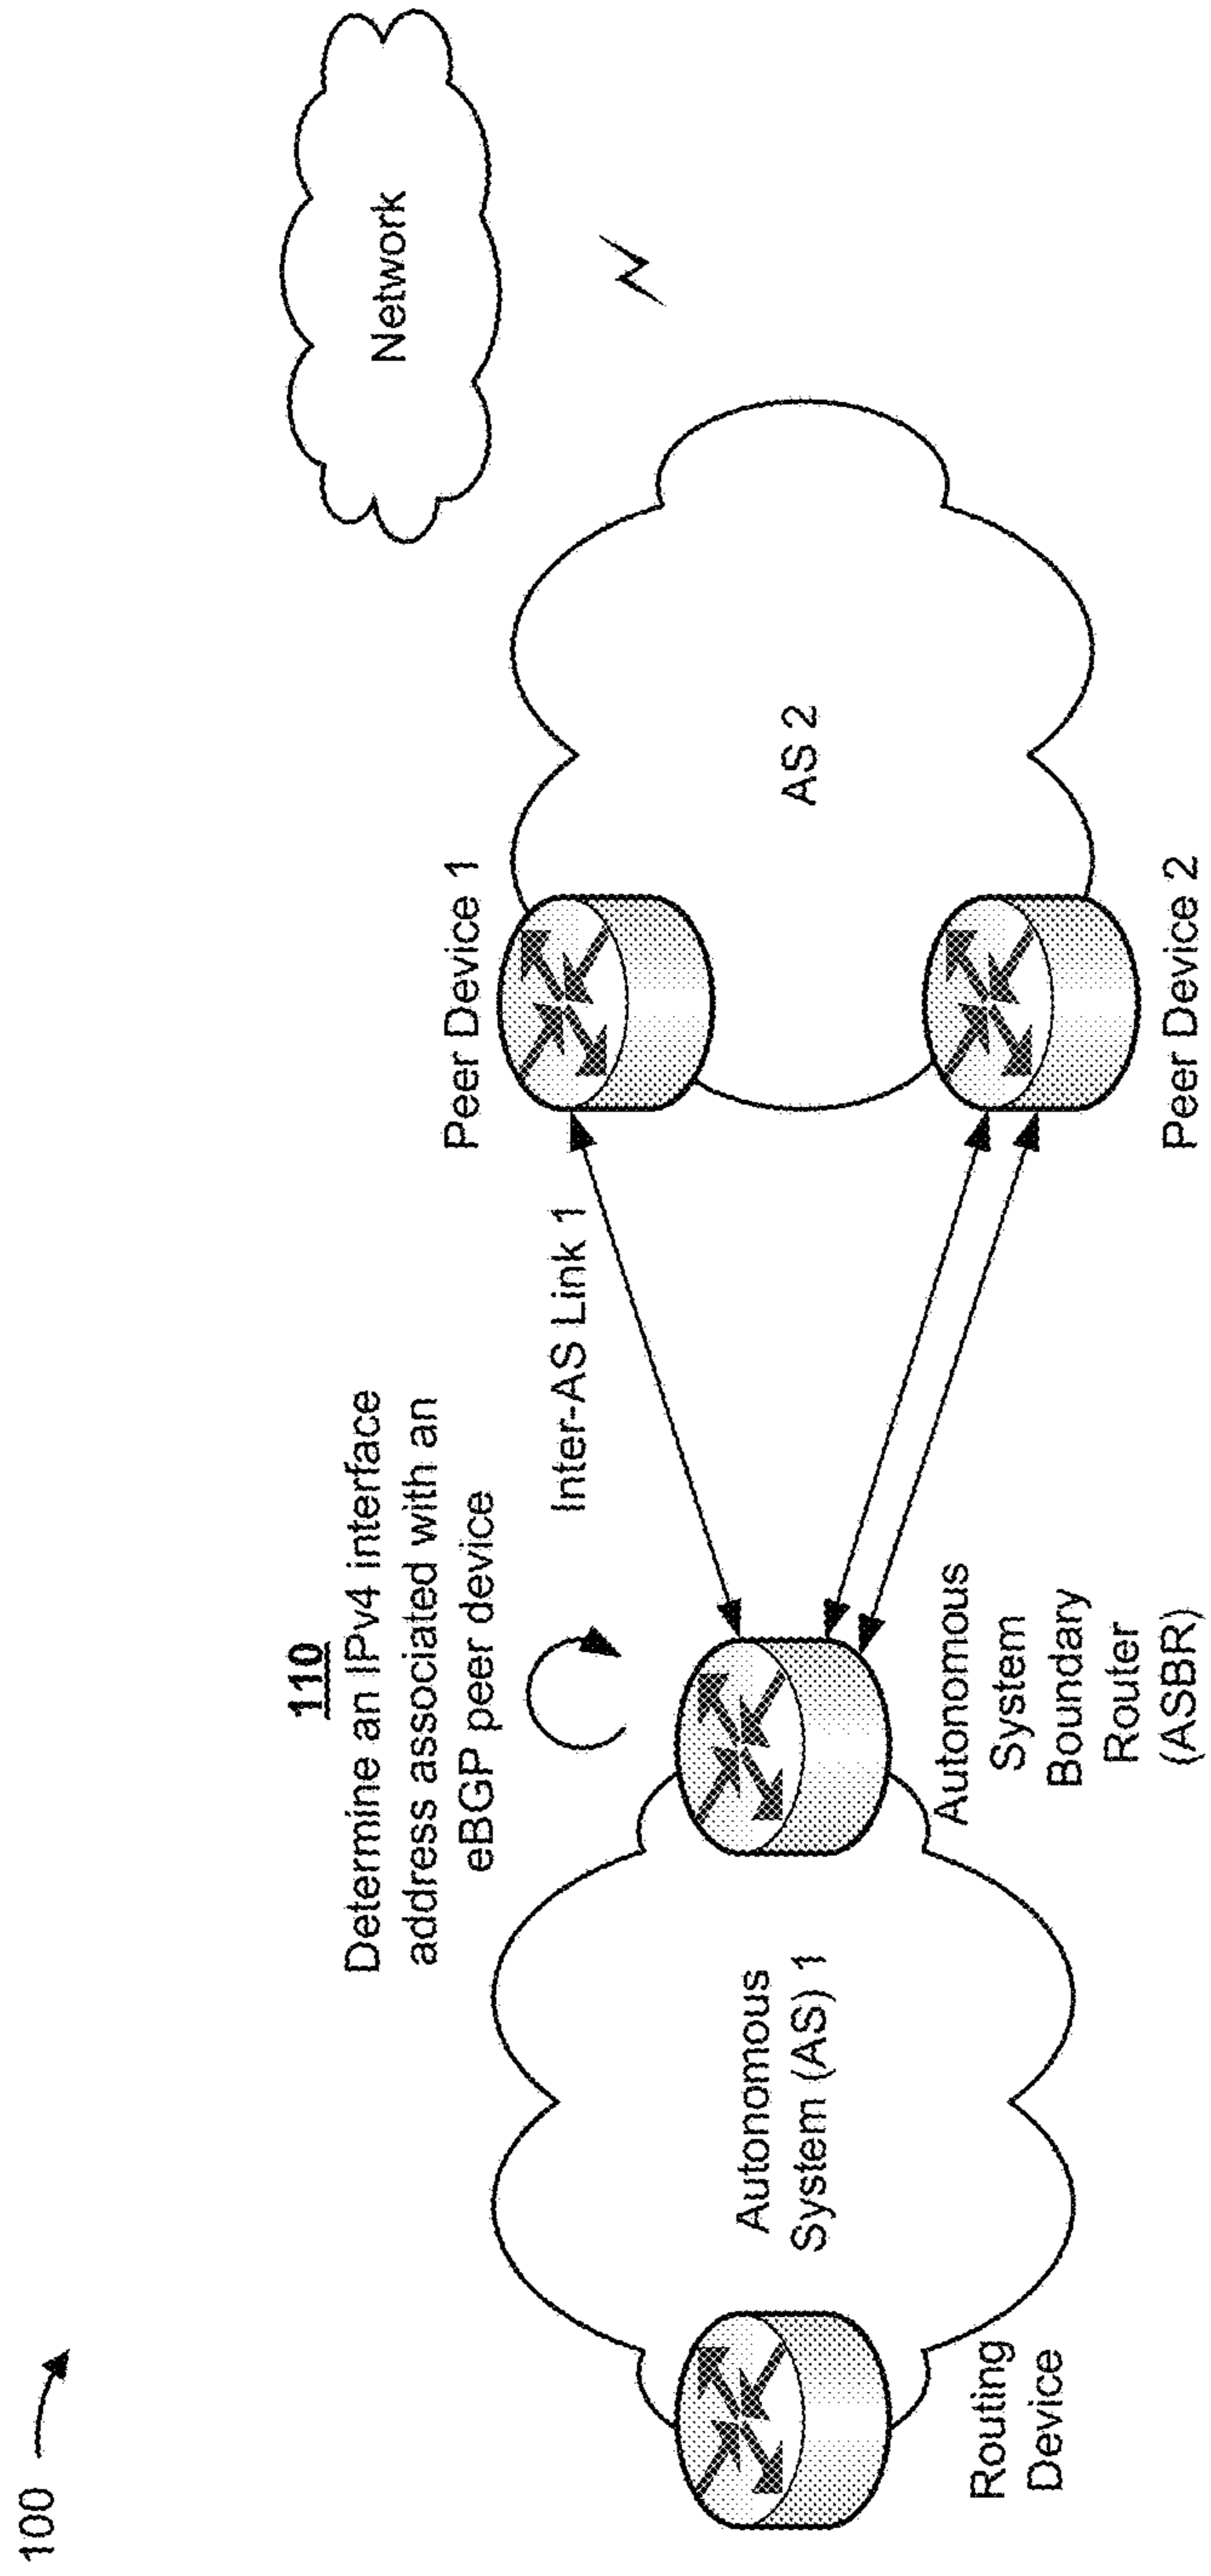 100
110
Determine an IPv4 interface
address associated with an
eBGP peer device
Network
Peer Device 1
Inter-AS Link 1
Autonomous
System (AS) 1
AS 2
Routing
Device
Autonomous
System
Boundary
Router
(ASBR)
Peer Device 2